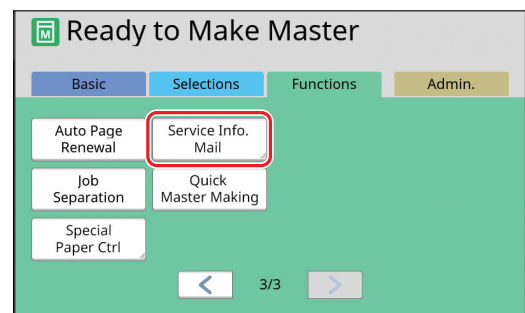 M
Ready to Make Master
Basic
Selections
Functions
Admin.
Auto Page
Renewal
Service Info.
Mail
Job
Separation
Quick
Master Making
Special
Paper Ctrl
3/3